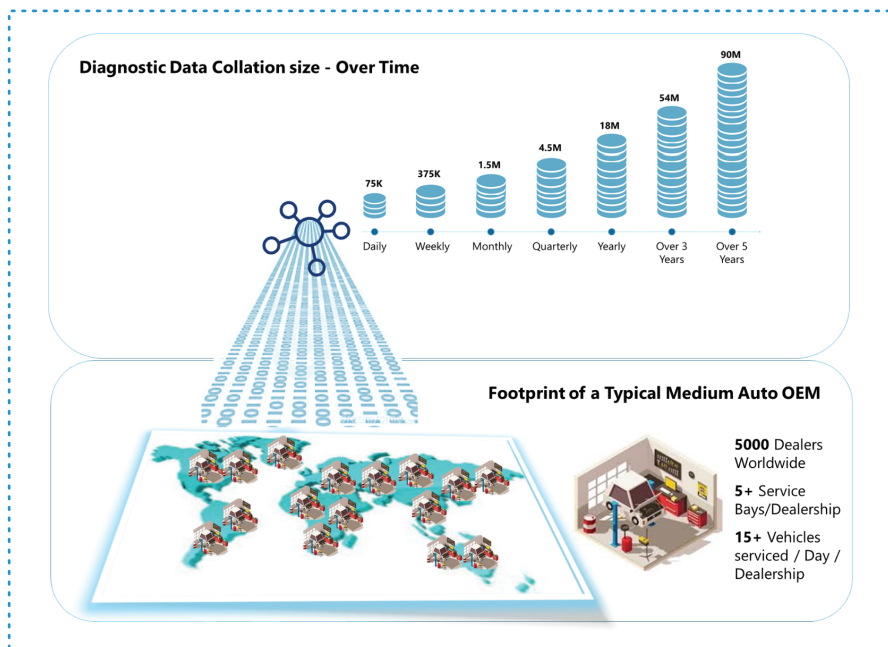 Diagnostic Data Collation size - Over Time
90M
54M
18M
4.5M
1.5M
375K
75K
Daily
Weekly
Monthly
Quarterly
Yearly
Over 3
Years
Over 5
Years
Footprint of a Typical Medium Auto OEM
5000 Dealers
Worldwide
5+ Service
Bays/Dealership
15+ Vehicles
serviced / Day /
Dealership